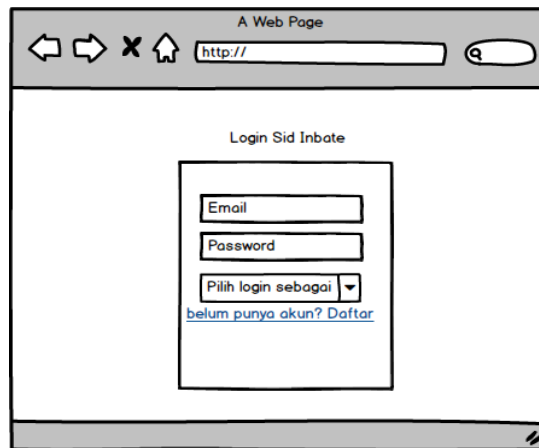 A Web Page
http://
Login Sid Inbate
Email
Password
Pilih login sebagai
belum punya akun? Daftar